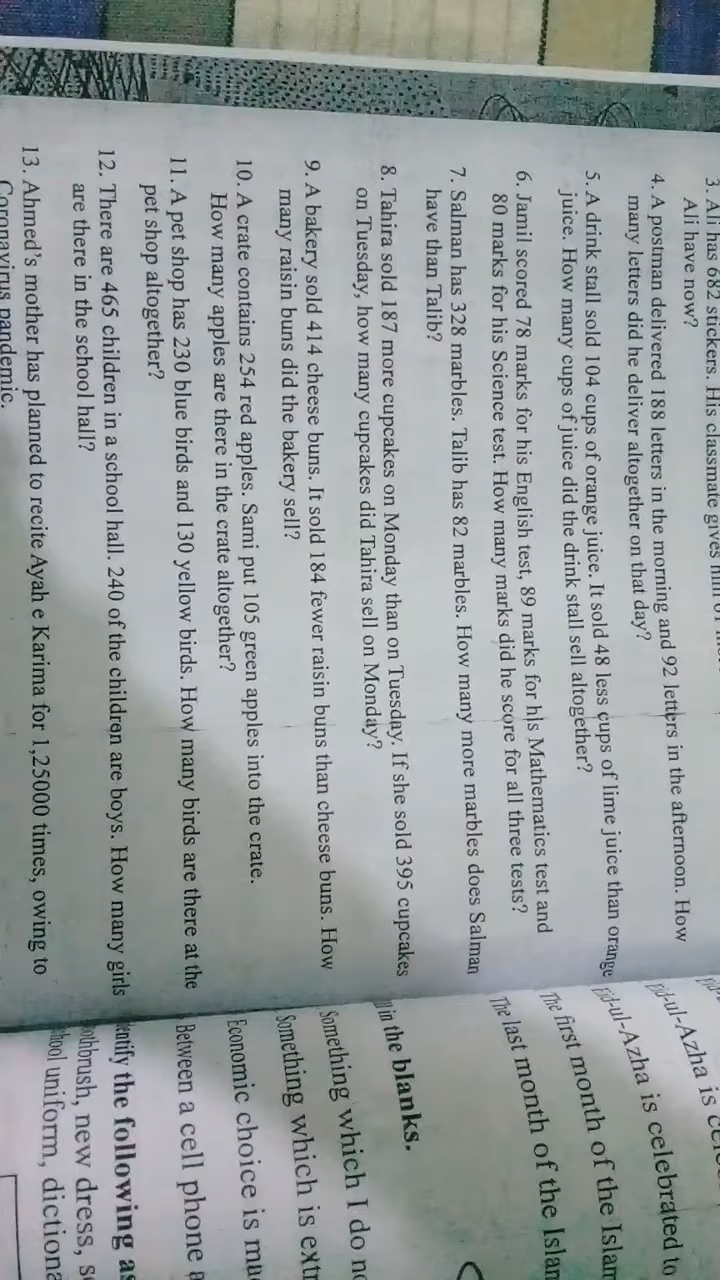 3. Ali has 682 stickers. His classmate gives him
Ali have now?
4. A postman delivered 188 letters in the morning and 92 letters in the afternoon. How
many letters did he deliver altogether on that day?
5. A drink stall sold 104 cups of orange juice. It sold 48 less cups of lime juice than orange
juice. How many cups of juice did the drink stall sell altogether?
6. Jamil scored 78 marks for his English test, 89 marks for his Mathematics test and
80 marks for his Science test. How many marks did he score for all three tests?
7. Salman has 328 marbles. Talib has 82 marbles. How many more marbles does Salman
have than Talib?
8. Tahira sold 187 more cupcakes on Monday than on Tuesday. If she sold 395 cupcakes
on Tuesday, how many cupcakes did Tahira sell on Monday?
9. A bakery sold 414 cheese buns. It sold 184 fewer raisin buns than cheese buns. How
many raisin buns did the bakery sell?
10. A crate contains 254 red apples. Sami put 105 green apples into the crate.
How many apples are there in the crate altogether?
11. A pet shop has 230 blue birds and 130 yellow birds. How many birds are there at the
pet shop altogether?
12. There are 465 children in a school hall. 240 of the children are boys. How many girls
are there in the school hall?
13. Ahmed's mother has planned to recite Ayah e Karima for 1,25000 times, owing to
Coronavirus pandemic.
-ul-Azha is
-ul-Azha is celebrated to
The first month of the Islam
The last month of the Islam
in the blanks.
Something which I do
Something which is
Economic choice is
Between a cell phone
the following as
brush, new dress,
uniform,